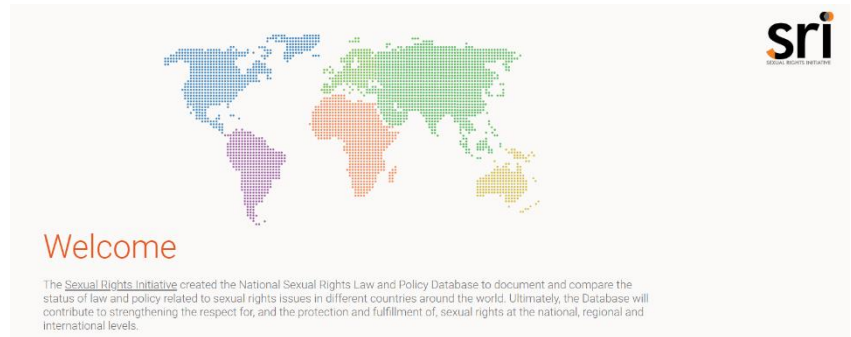 sri
SEXUAL RIGHTS INITIATIVE
Welcome
The Sexual Rights Initiative created the National Sexual Rights Law and Policy Database to document and compare the
status of law and policy related to sexual rights issues in different countries around the world. Ultimately, the Database will
contribute to strengthening the respect for, and the protection and fulfillment of, sexual rights at the national, regional and
international levels.